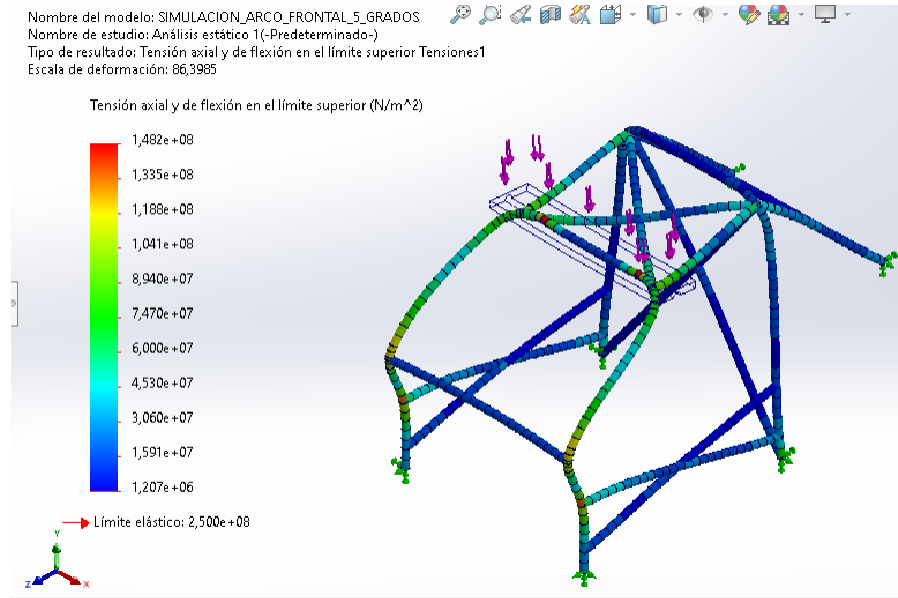 Nombre del modelo: SIMULACION_ARCO_FRONTAL_5_GRADOS
Nombre de estudio: Análisis estático 1(-Predeterminado-)
Tipo de resultado: Tensión axial y de flexión en el límite superior Tensiones1
Escala de deformación: 86,3985
Tensión axial y de flexión en el límite superior (N/m^2)
1,482e+08
1,335e+08
1,188e+08
1,041e+08
8,940e+07
7,470e+07
6,000e+07
4,530e+07
3,060e+07
1,591e+07
1,207e+06
Límite elástico: 2,500e+08
Y
Z
X